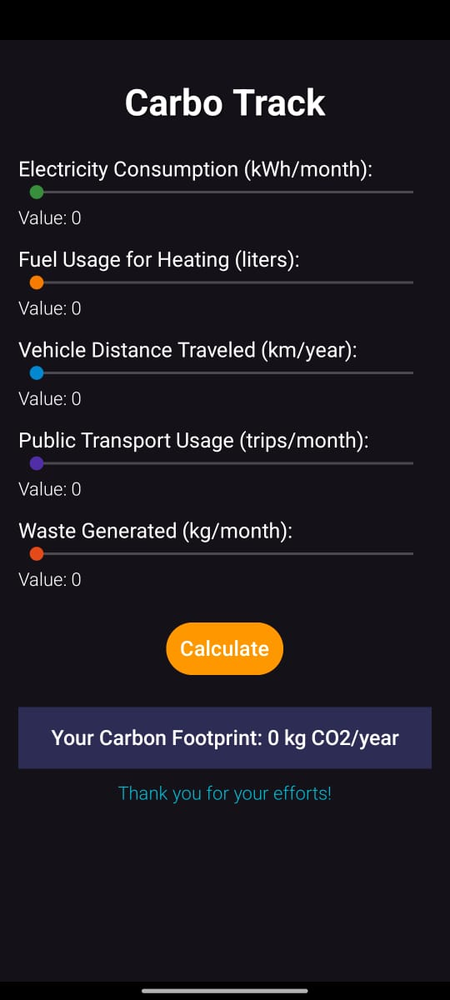 Carbo Track
Electricity Consumption (kWh/month):
Value: 0
Fuel Usage for Heating (liters):
Value: 0
Vehicle Distance Traveled (km/year):
Value: 0
Public Transport Usage (trips/month):
Value: 0
Waste Generated (kg/month):
Value: 0
Calculate
Your Carbon Footprint: 0 kg CO2/year
Thank you for your efforts!